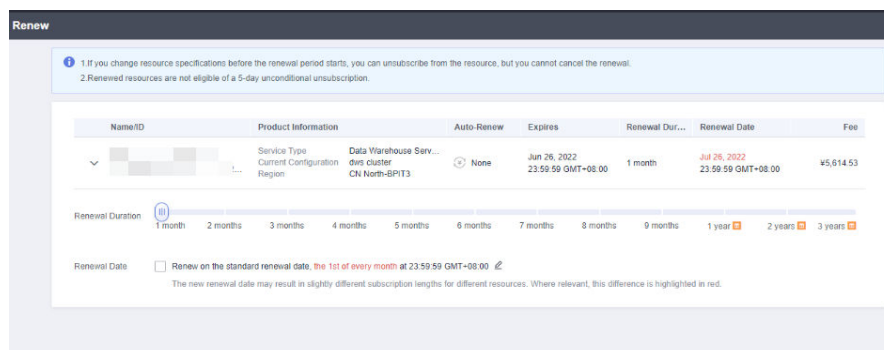 Renew
1.If you change resource specifications before the renewal period starts, you can unsubscribe from the resource, but you cannot cancel the renewal.
2.Renewed resources are not eligible of a 5-day unconditional unsubscription.
Name/ID Product Information Auto-Renew Expires Renewal Dur... Renewal Date Fee
Service Type Data Warehouse Serv...
Current Configuration dws cluster
Region CN North-BPIT3
None
Jun 26, 2022
23:59:59 GMT+08:00
1 month
Jul 26, 2022
23:59:59 GMT+08:00
¥5,614.53
Renewal Duration
1 month 2 months 3 months 4 months 5 months 6 months 7 months 8 months 9 months 1 year 2 years 3 years
Renewal Date Renew on the standard renewal date, the 1st of every month at 23:59:59 GMT+08:00
The new renewal date may result in slightly different subscription lengths for different resources. Where relevant, this difference is highlighted in red.